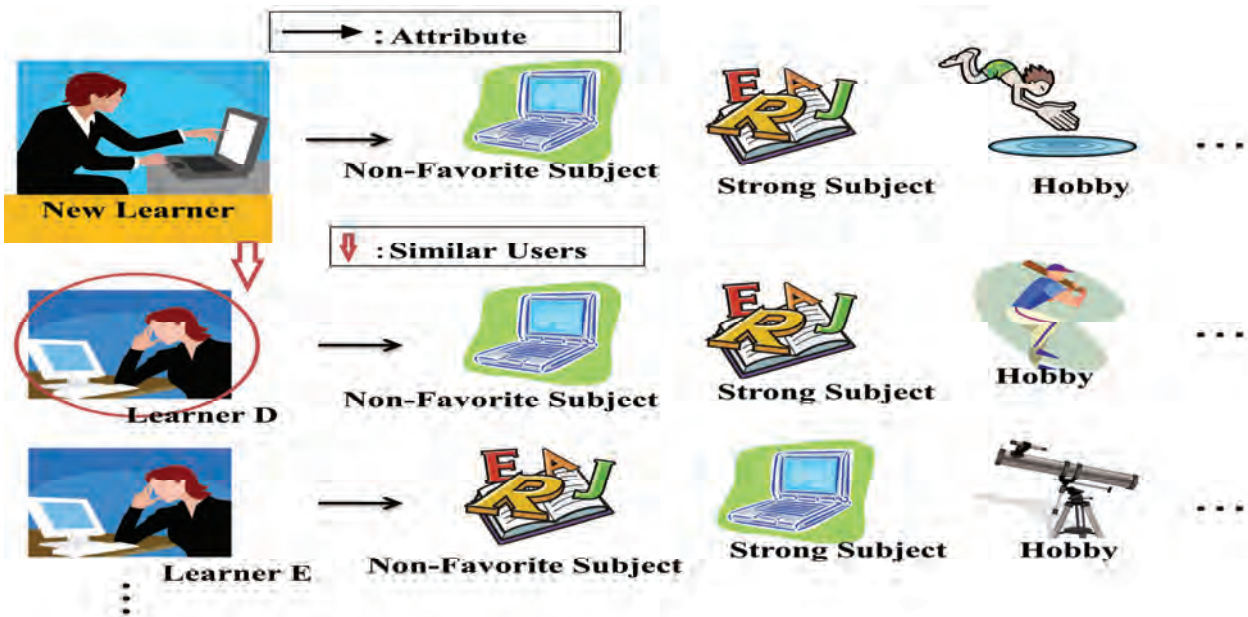 : Attribute
Non-Favorite Subject
Strong Subject
Hobby
New Learner
: Similar Users
Learner D
Non-Favorite Subject
Strong Subject
Hobby
Learner E
Non-Favorite Subject
Strong Subject
Hobby